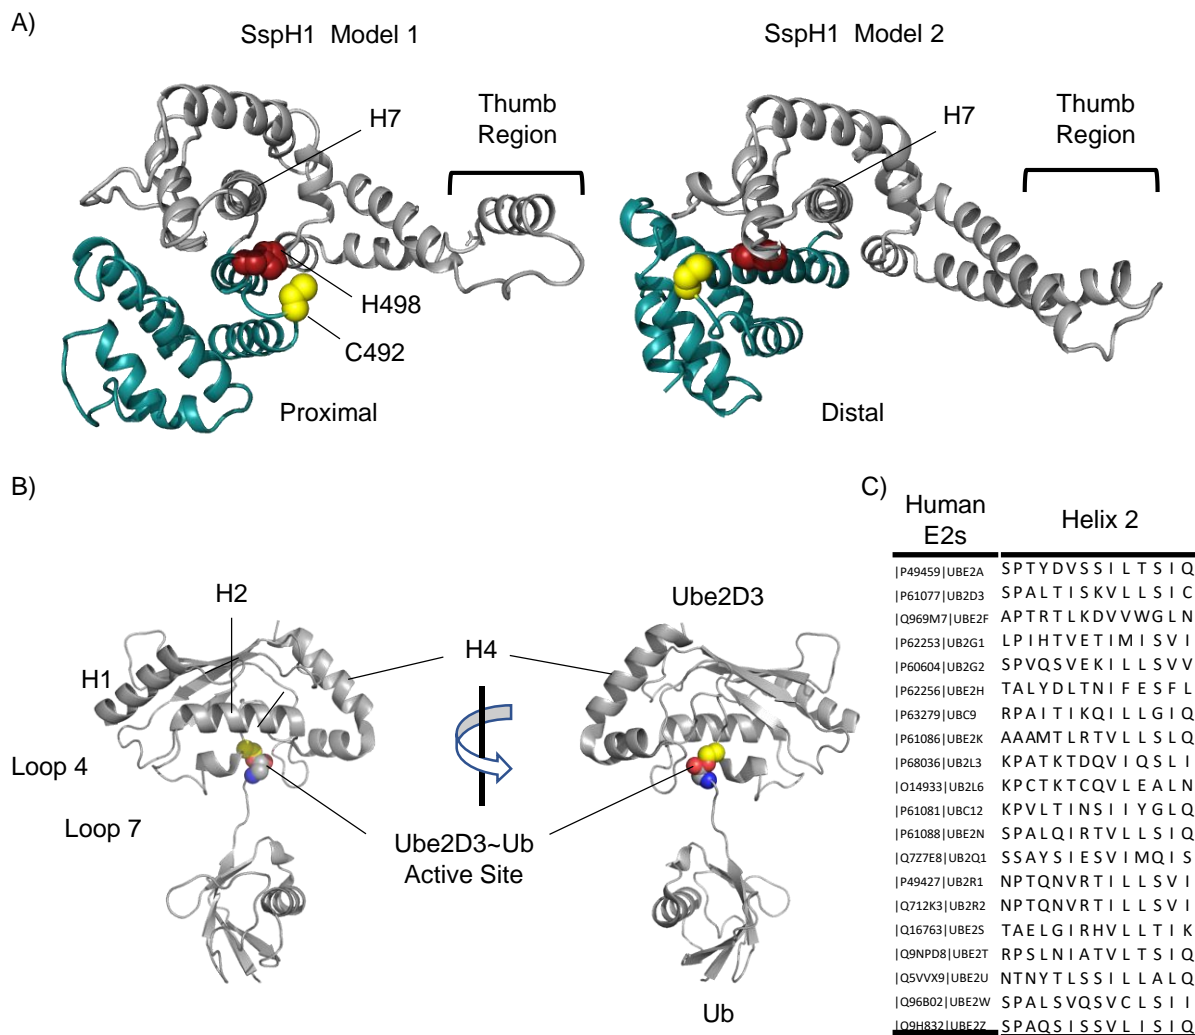 A)
SspH1 Model 1
SspH1 Model 2
Thumb
Region
H7
H498
C492
Proximal
Thumb
Region
H7
Distal
B)
H2
H1
H4
Loop 4
Loop 7
Ube2D3~Ub
Active Site
Ube2D3
Ub
C)
Human
E2s
Helix 2
|P49459|UBE2A SPTYDVSSILTSIQ
|P61077|UB2D3 SPALTISKVLLSIC
|Q969M7|UBE2F APTRTLKDVVWGLN
|P62253|UB2G1 LPIHTVETIMISVI
|P60604|UB2G2 SPVQSVEKILLSVV
|P62256|UBE2H TALYDLTNIFESFL
|P63279|UBC9 RPAITIKQILLGIQ
|P61086|UBE2K AAAMTLRTVLLSLQ
|P68036|UB2L3 KPATKTDQVIQSLI
|O14933|UB2L6 KPCTKTCQVLEALN
|P61081|UBC12 KPVLTINSIIYGLQ
|P61088|UBE2N SPALQIRTVLLSIQ
|Q7Z7E8|UB2Q1 SSAYSIESVIMQIS
|P49427|UB2R1 NPTQNVRTILLSVI
|Q712K3|UB2R2 NPTQNVRTILLSVI
|Q16763|UBE2S TAELGIRHVLLTIK
|Q9NPD8|UBE2T RPSLNIATVLTSIQ
|Q5VVX9|UBE2U NTNYTLSSILLALQ
|Q96B02|UBE2W SPALSVQSVCLSII
|Q9H832|UBE2Z SPAQSISSVLISIQ